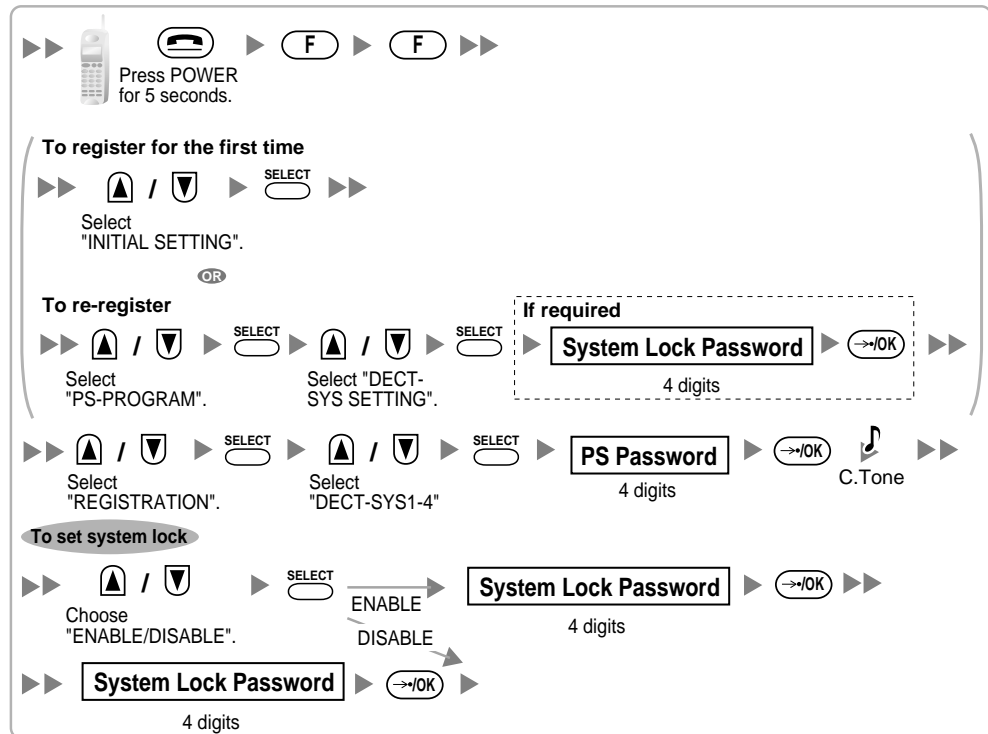 F F
Press POWER
for 5 seconds.
To register for the first time
/ SELECT
Select
"INITIAL SETTING".
OR
To re-register
If required
/ SELECT / SELECT System Lock Password →•/OK
Select
"PS-PROGRAM".
Select "DECT-
SYS SETTING".
4 digits
/ SELECT / SELECT PS Password →•/OK
Select
"REGISTRATION".
Select
"DECT-SYS1-4"
4 digits
C.Tone
To set system lock
/ SELECT ENABLE System Lock Password →•/OK
Choose
"ENABLE/DISABLE".
DISABLE
4 digits
System Lock Password →•/OK
4 digits